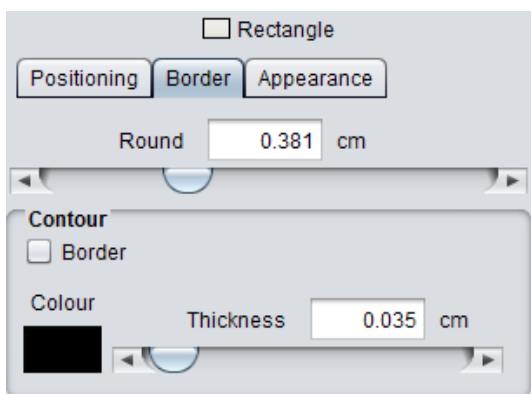 Rectangle
Positioning Border Appearance
Round 0.381 cm
Contour
Border
Colour
Thickness 0.035 cm